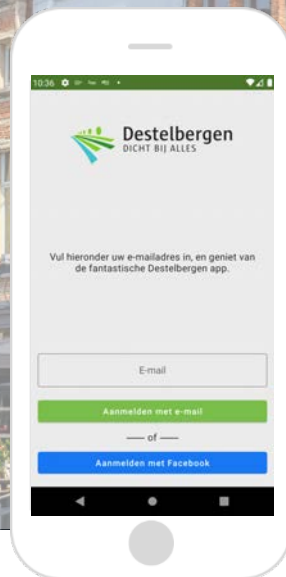 10:36
Destelbergen
DICHT BIJ ALLES
Vul hieronder uw e-mailadres in, en geniet van
de fantastische Destelbergen app.
E-mail
Aanmelden met e-mail
of
Aanmelden met Facebook